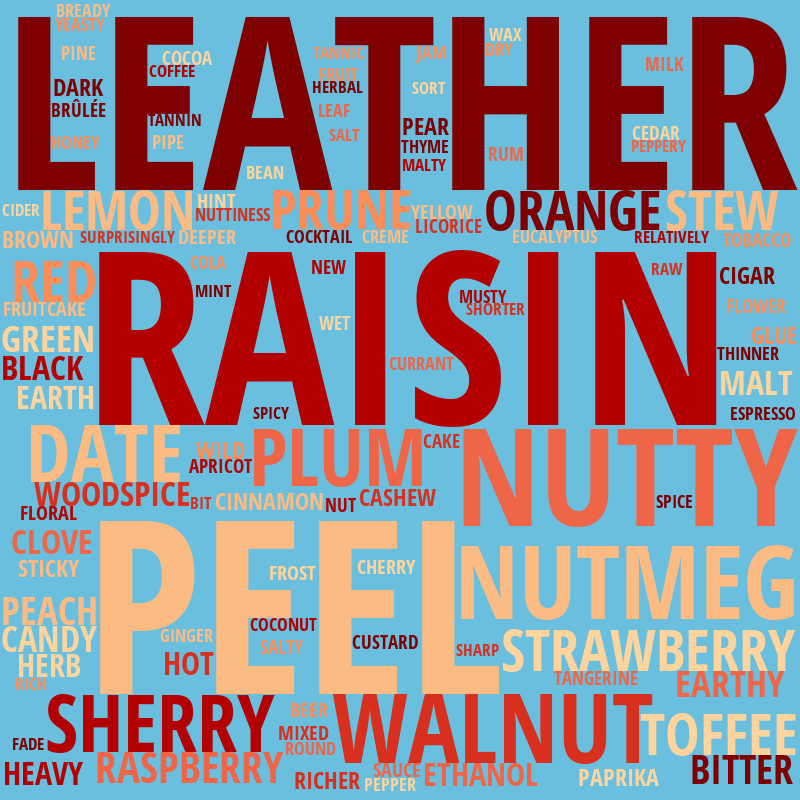 BREADY
YEASTY
LEATHER
PINE
COCOA
COFFEE
TANNIC
FRUIT
JAM
WAX
DRY
MILK
DARK
HERBAL
SORT
BRÛLÉE
TANNIN
LEAF
SALT
PEAR
CEDAR
HONEY
PIPE
THYME
PEPPERY
MALTY
RUM
BEAN
CIDER
LEMON
HINT
NUTTINESS
PRUNE
YELLOW
LICORICE
ORANGE
STEW
BROWN
SURPRISINGLY
DEEPER
COCKTAIL
CREME
EUCALYPTUS
RELATIVELY
TOBACCO
RED
RAISIN
COLA
NEW
RAW
CIGAR
MINT
MUSTY
SHORTER
FRUITCAKE
FLOWER
WET
GREEN
GLUE
BLACK
CURRANT
THINNER
EARTH
MALT
SPICY
ESPRESSO
DATE
WILD
APRICOT
PLUM
CAKE
NUTTY
WOODSPICE
BIT
CINNAMON
NUT
CASHEW
SPICE
FLORAL
PEEL
CLOVE
STICKY
FROST
CHERRY
NUTMEG
PEACH
CANDY
GINGER
COCONUT
SALTY
CUSTARD
SHARP
STRAWBERRY
HERB
HOT
RICH
TANGERINE
EARTHY
SHERRY
BEER
WALNUT
TOFFEE
FADE
MIXED
ROUND
HEAVY
RASPBERRY
RICHER
SAUCE
PEPPER
ETHANOL
PAPRIKA
BITTER